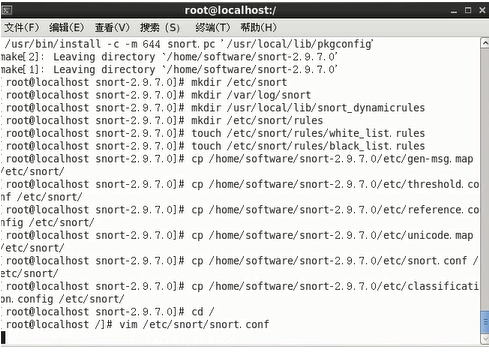 root@localhost:/
文件(F) 编辑(E) 查看(V) 搜索 (S) 终端(T) 帮助(H)
/usr/bin/install -c -m 644 snort.pc '/usr/local/lib/pkgconfig'
make[2]: Leaving directory `/home/software/snort-2.9.7.0'
make[1]: Leaving directory `/home/software/snort-2.9.7.0'
[root@localhost snort-2.9.7.0]# mkdir /etc/snort
[root@localhost snort-2.9.7.0]# mkdir /var/log/snort
[root@localhost snort-2.9.7.0]# mkdir /usr/local/lib/snort_dynamicrules
[root@localhost snort-2.9.7.0]# mkdir /etc/snort/rules
[root@localhost snort-2.9.7.0]# touch /etc/snort/rules/white_list.rules
[root@localhost snort-2.9.7.0]# touch /etc/snort/rules/black_list.rules
[root@localhost snort-2.9.7.0]# cp /home/software/snort-2.9.7.0/etc/gen-msg.map
/etc/snort/
[root@localhost snort-2.9.7.0]# cp /home/software/snort-2.9.7.0/etc/threshold.co
nf /etc/snort/
[root@localhost snort-2.9.7.0]# cp /home/software/snort-2.9.7.0/etc/reference.co
nfig /etc/snort/
[root@localhost snort-2.9.7.0]# cp /home/software/snort-2.9.7.0/etc/unicode.map
/etc/snort/
[root@localhost snort-2.9.7.0]# cp /home/software/snort-2.9.7.0/etc/snort.conf /
etc/snort/
[root@localhost snort-2.9.7.0]# cp /home/software/snort-2.9.7.0/etc/classificati
on.config /etc/snort/
[root@localhost snort-2.9.7.0]# cd /
[root@localhost /]# vim /etc/snort/snort.conf